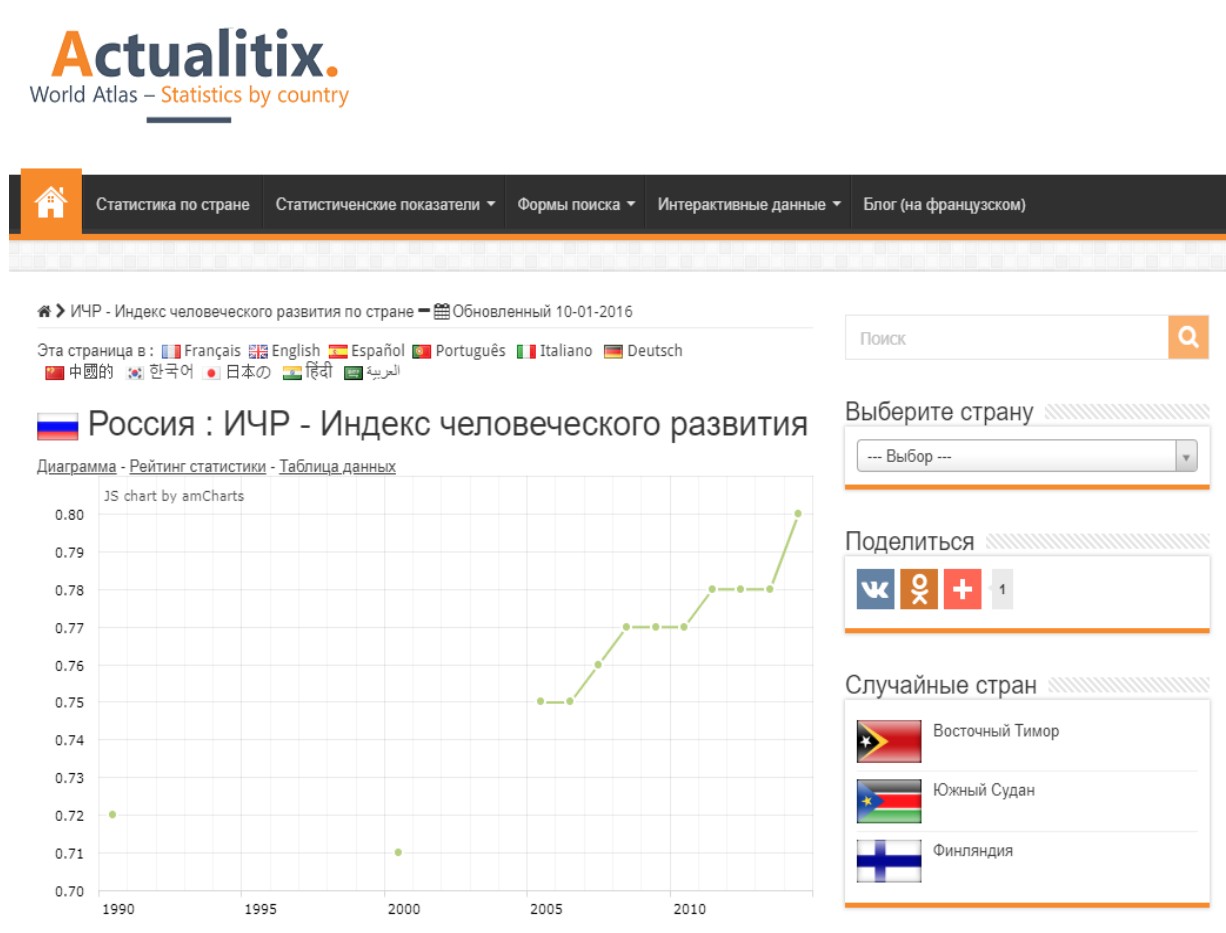 Actualitix.
World Atlas – Statistics by country
Статистика по стране Статистиченские показатели Формы поиска Интерактивные данные Блог (на французском)
ИЧР - Индекс человеческого развития по стране Обновленный 10-01-2016
Эта страница в : Français English Español Português Italiano Deutsch
中國的 한국어 日本の हिंदी العربية
Россия : ИЧР - Индекс человеческого развития
Диаграмма - Рейтинг статистики - Таблица данных
JS chart by amCharts
0.80
0.79
0.78
0.77
0.76
0.75
0.74
0.73
0.72
0.71
0.70
1990 1995 2000 2005 2010
Поиск
Выберите страну
--- Выбор ---
Поделиться
1
Случайные стран
Восточный Тимор
Южный Судан
Финляндия